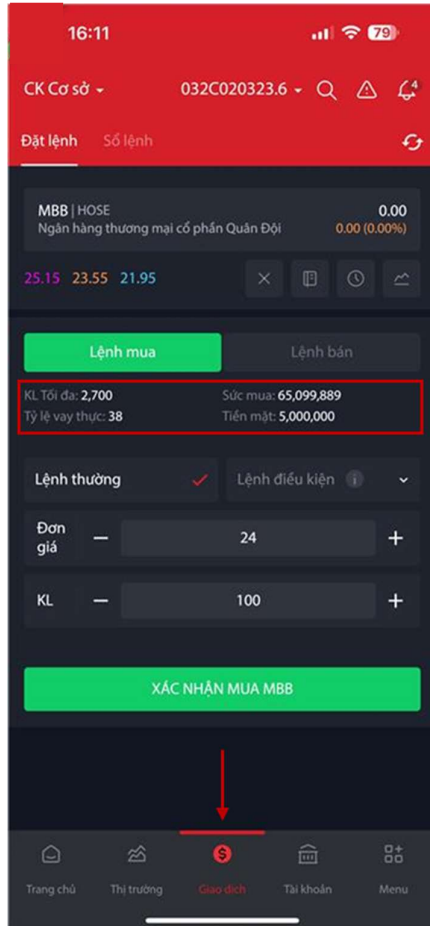 16:11
79
CK Cơ sở
032C020323.6
4
Đặt lệnh Sổ lệnh
MBB | HOSE 0.00
Ngân hàng thương mại cổ phần Quân Đội 0.00 (0.00%)
25.15 23.55 21.95
Lệnh mua Lệnh bán
KL Tối đa: 2,700 Sức mua: 65,099,889
Tỷ lệ vay thực: 38 Tiền mặt: 5,000,000
Lệnh thường Lệnh điều kiện i
Đơn
giá
24
KL 100
XÁC NHẬN MUA MBB
Trang chủ Thị trường Giao dịch Tài khoản Menu